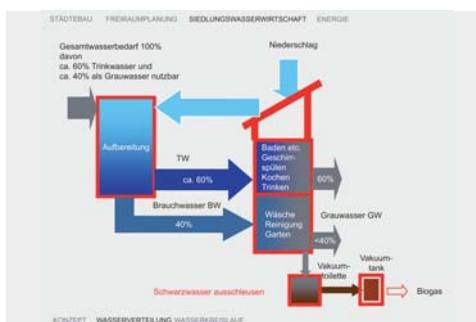 STÄDTEBAU FREIRAUMPLANUNG SIEDLUNGSWASSERWIRTSCHAFT ENERGIE
Gesamtwasserbedarf 100%
davon
ca. 60% Trinkwasser und
ca. 40% als Grauwasser nutzbar
Niederschlag
Aufbereitung
TW
ca. 60%
Baden etc.
Geschirr-
spülen
Kochen
Trinken
60%
Brauchwasser BW
40%
Wäsche
Reinigung
Garten
Grauwasser GW
<40%
Vakuum-
toilette
Vakuum-
tank
Schwarzwasser ausschleusen
Biogas
KONZEPT WASSERVERTEILUNG WASSERKREISLAUF